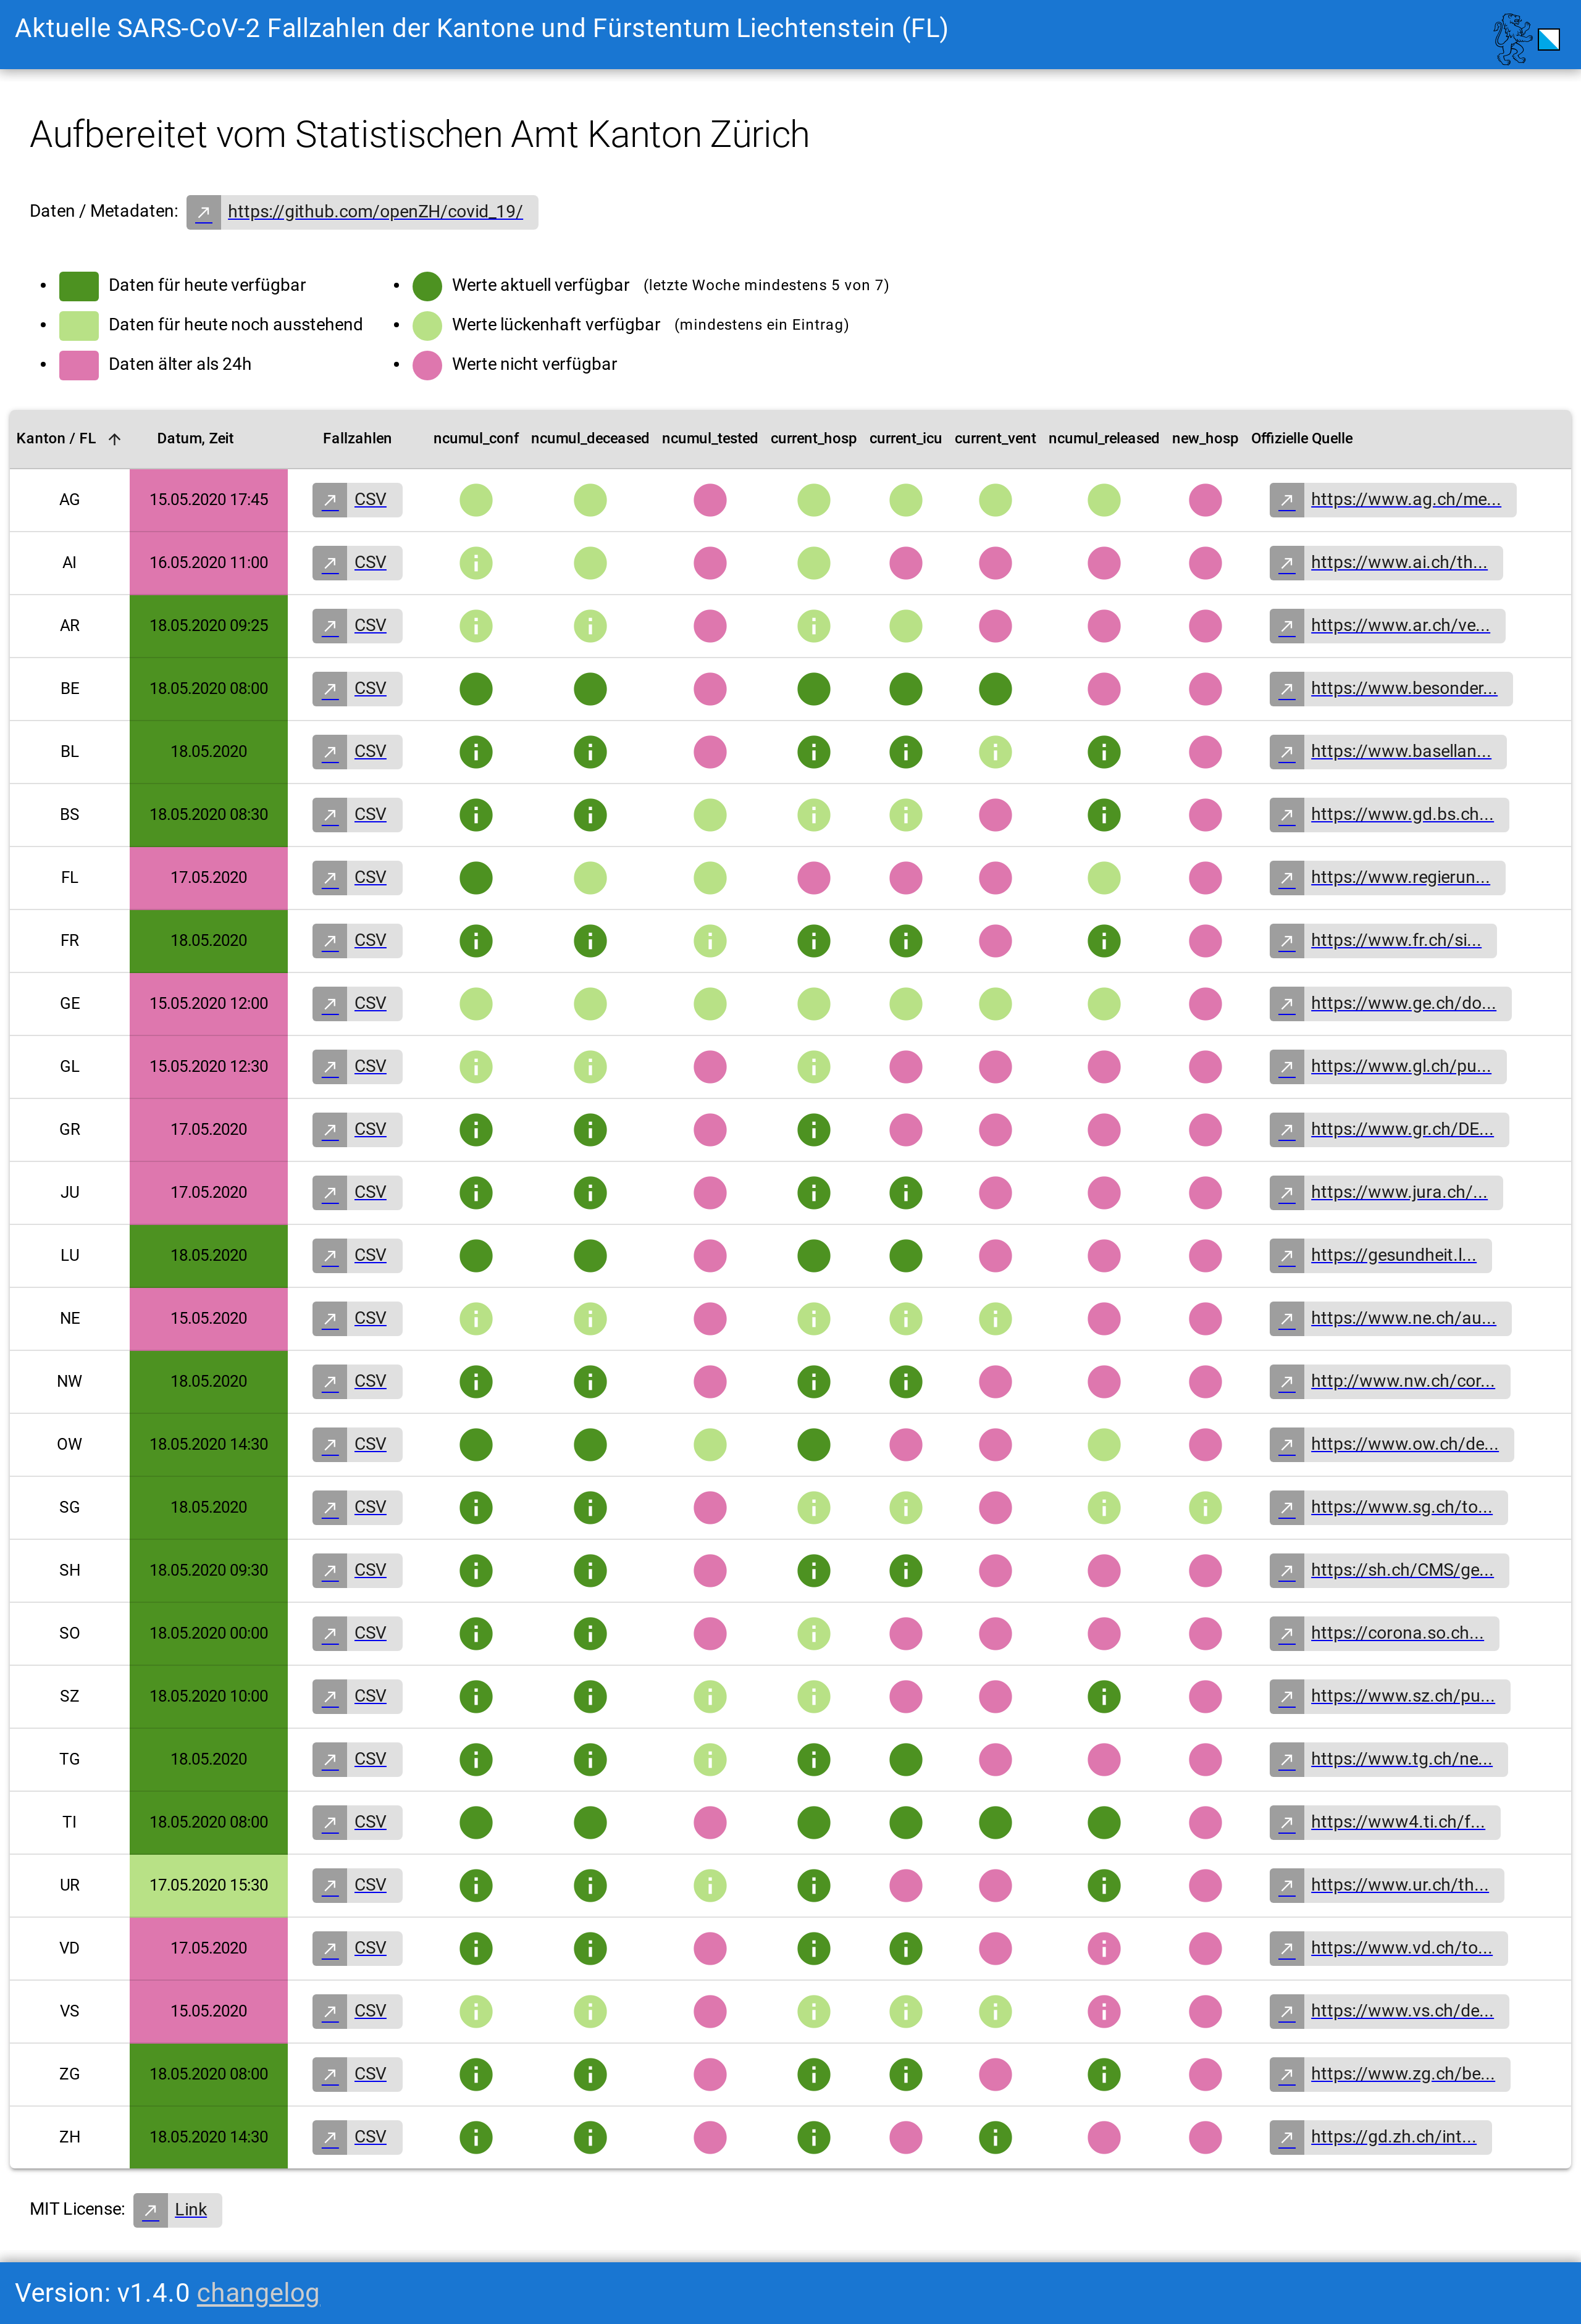 Aktuelle SARS-CoV-2 Fallzahlen der Kantone und Fürstentum Liechtenstein (FL)
Aufbereitet vom Statistischen Amt Kanton Zürich
Daten / Metadaten: https://github.com/openZH/covid_19/
Daten für heute verfügbar Werte aktuell verfügbar (letzte Woche mindestens 5 von 7)
Daten für heute noch ausstehend Werte lückenhaft verfügbar (mindestens ein Eintrag)
Daten älter als 24h Werte nicht verfügbar
Kanton / FL Datum, Zeit Fallzahlen ncumul_conf ncumul_deceased ncumul_tested current_hosp current_icu current_vent ncumul_released new_hosp Offizielle Quelle
AG 15.05.2020 17:45 CSV https://www.ag.ch/me...
AI 16.05.2020 11:00 CSV https://www.ai.ch/th...
AR 18.05.2020 09:25 CSV https://www.ar.ch/ve...
BE 18.05.2020 08:00 CSV https://www.besonder...
BL 18.05.2020 CSV https://www.basellan...
BS 18.05.2020 08:30 CSV https://www.gd.bs.ch...
FL 17.05.2020 CSV https://www.regierun...
FR 18.05.2020 CSV https://www.fr.ch/si...
GE 15.05.2020 12:00 CSV https://www.ge.ch/do...
GL 15.05.2020 12:30 CSV https://www.gl.ch/pu...
GR 17.05.2020 CSV https://www.gr.ch/DE...
JU 17.05.2020 CSV https://www.jura.ch/...
LU 18.05.2020 CSV https://gesundheit.l...
NE 15.05.2020 CSV https://www.ne.ch/au...
NW 18.05.2020 CSV http://www.nw.ch/cor...
OW 18.05.2020 14:30 CSV https://www.ow.ch/de...
SG 18.05.2020 CSV https://www.sg.ch/to...
SH 18.05.2020 09:30 CSV https://sh.ch/CMS/ge...
SO 18.05.2020 00:00 CSV https://corona.so.ch...
SZ 18.05.2020 10:00 CSV https://www.sz.ch/pu...
TG 18.05.2020 CSV https://www.tg.ch/ne...
TI 18.05.2020 08:00 CSV https://www4.ti.ch/f...
UR 17.05.2020 15:30 CSV https://www.ur.ch/th...
VD 17.05.2020 CSV https://www.vd.ch/to...
VS 15.05.2020 CSV https://www.vs.ch/de...
ZG 18.05.2020 08:00 CSV https://www.zg.ch/be...
ZH 18.05.2020 14:30 CSV https://gd.zh.ch/int...
MIT License: Link
Version: v1.4.0 changelog